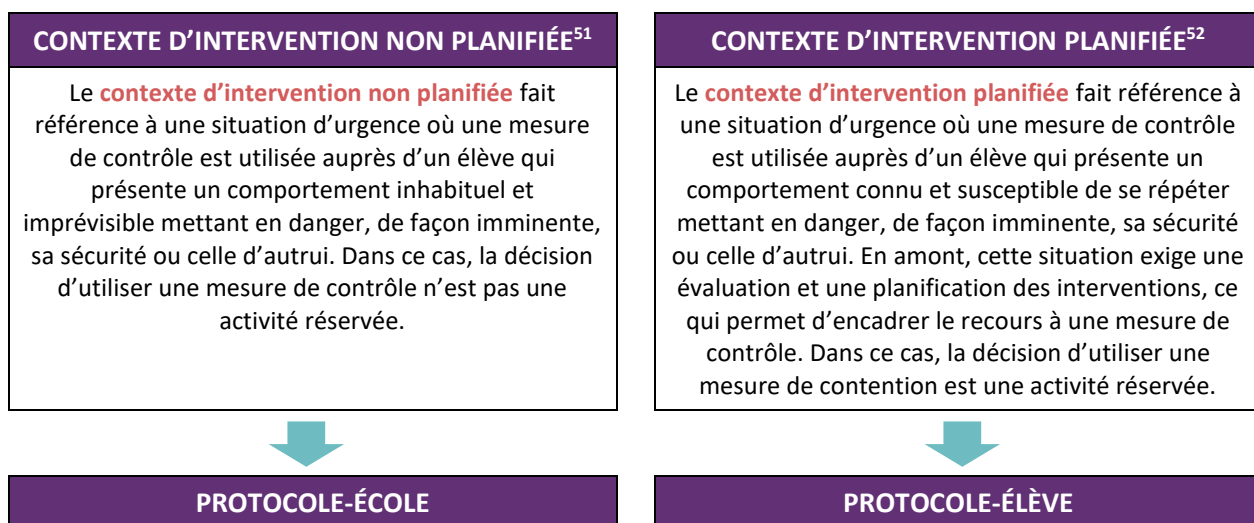 CONTEXTE D'INTERVENTION NON PLANIFIÉE⁵¹
Le contexte d'intervention non planifiée fait
référence à une situation d'urgence où une mesure
de contrôle est utilisée auprès d'un élève qui
présente un comportement inhabituel et
imprévisible mettant en danger, de façon imminente,
sa sécurité ou celle d'autrui. Dans ce cas, la décision
d'utiliser une mesure de contrôle n'est pas une
activité réservée.
PROTOCOLE-ÉCOLE
CONTEXTE D'INTERVENTION PLANIFIÉE⁵²
Le contexte d'intervention planifiée fait référence à
une situation d'urgence où une mesure de contrôle
est utilisée auprès d'un élève qui présente un
comportement connu et susceptible de se répéter
mettant en danger, de façon imminente, sa sécurité
ou celle d'autrui. En amont, cette situation exige une
évaluation et une planification des interventions, ce
qui permet d'encadrer le recours à une mesure de
contrôle. Dans ce cas, la décision d'utiliser une
mesure de contention est une activité réservée.
PROTOCOLE-ÉLÈVE